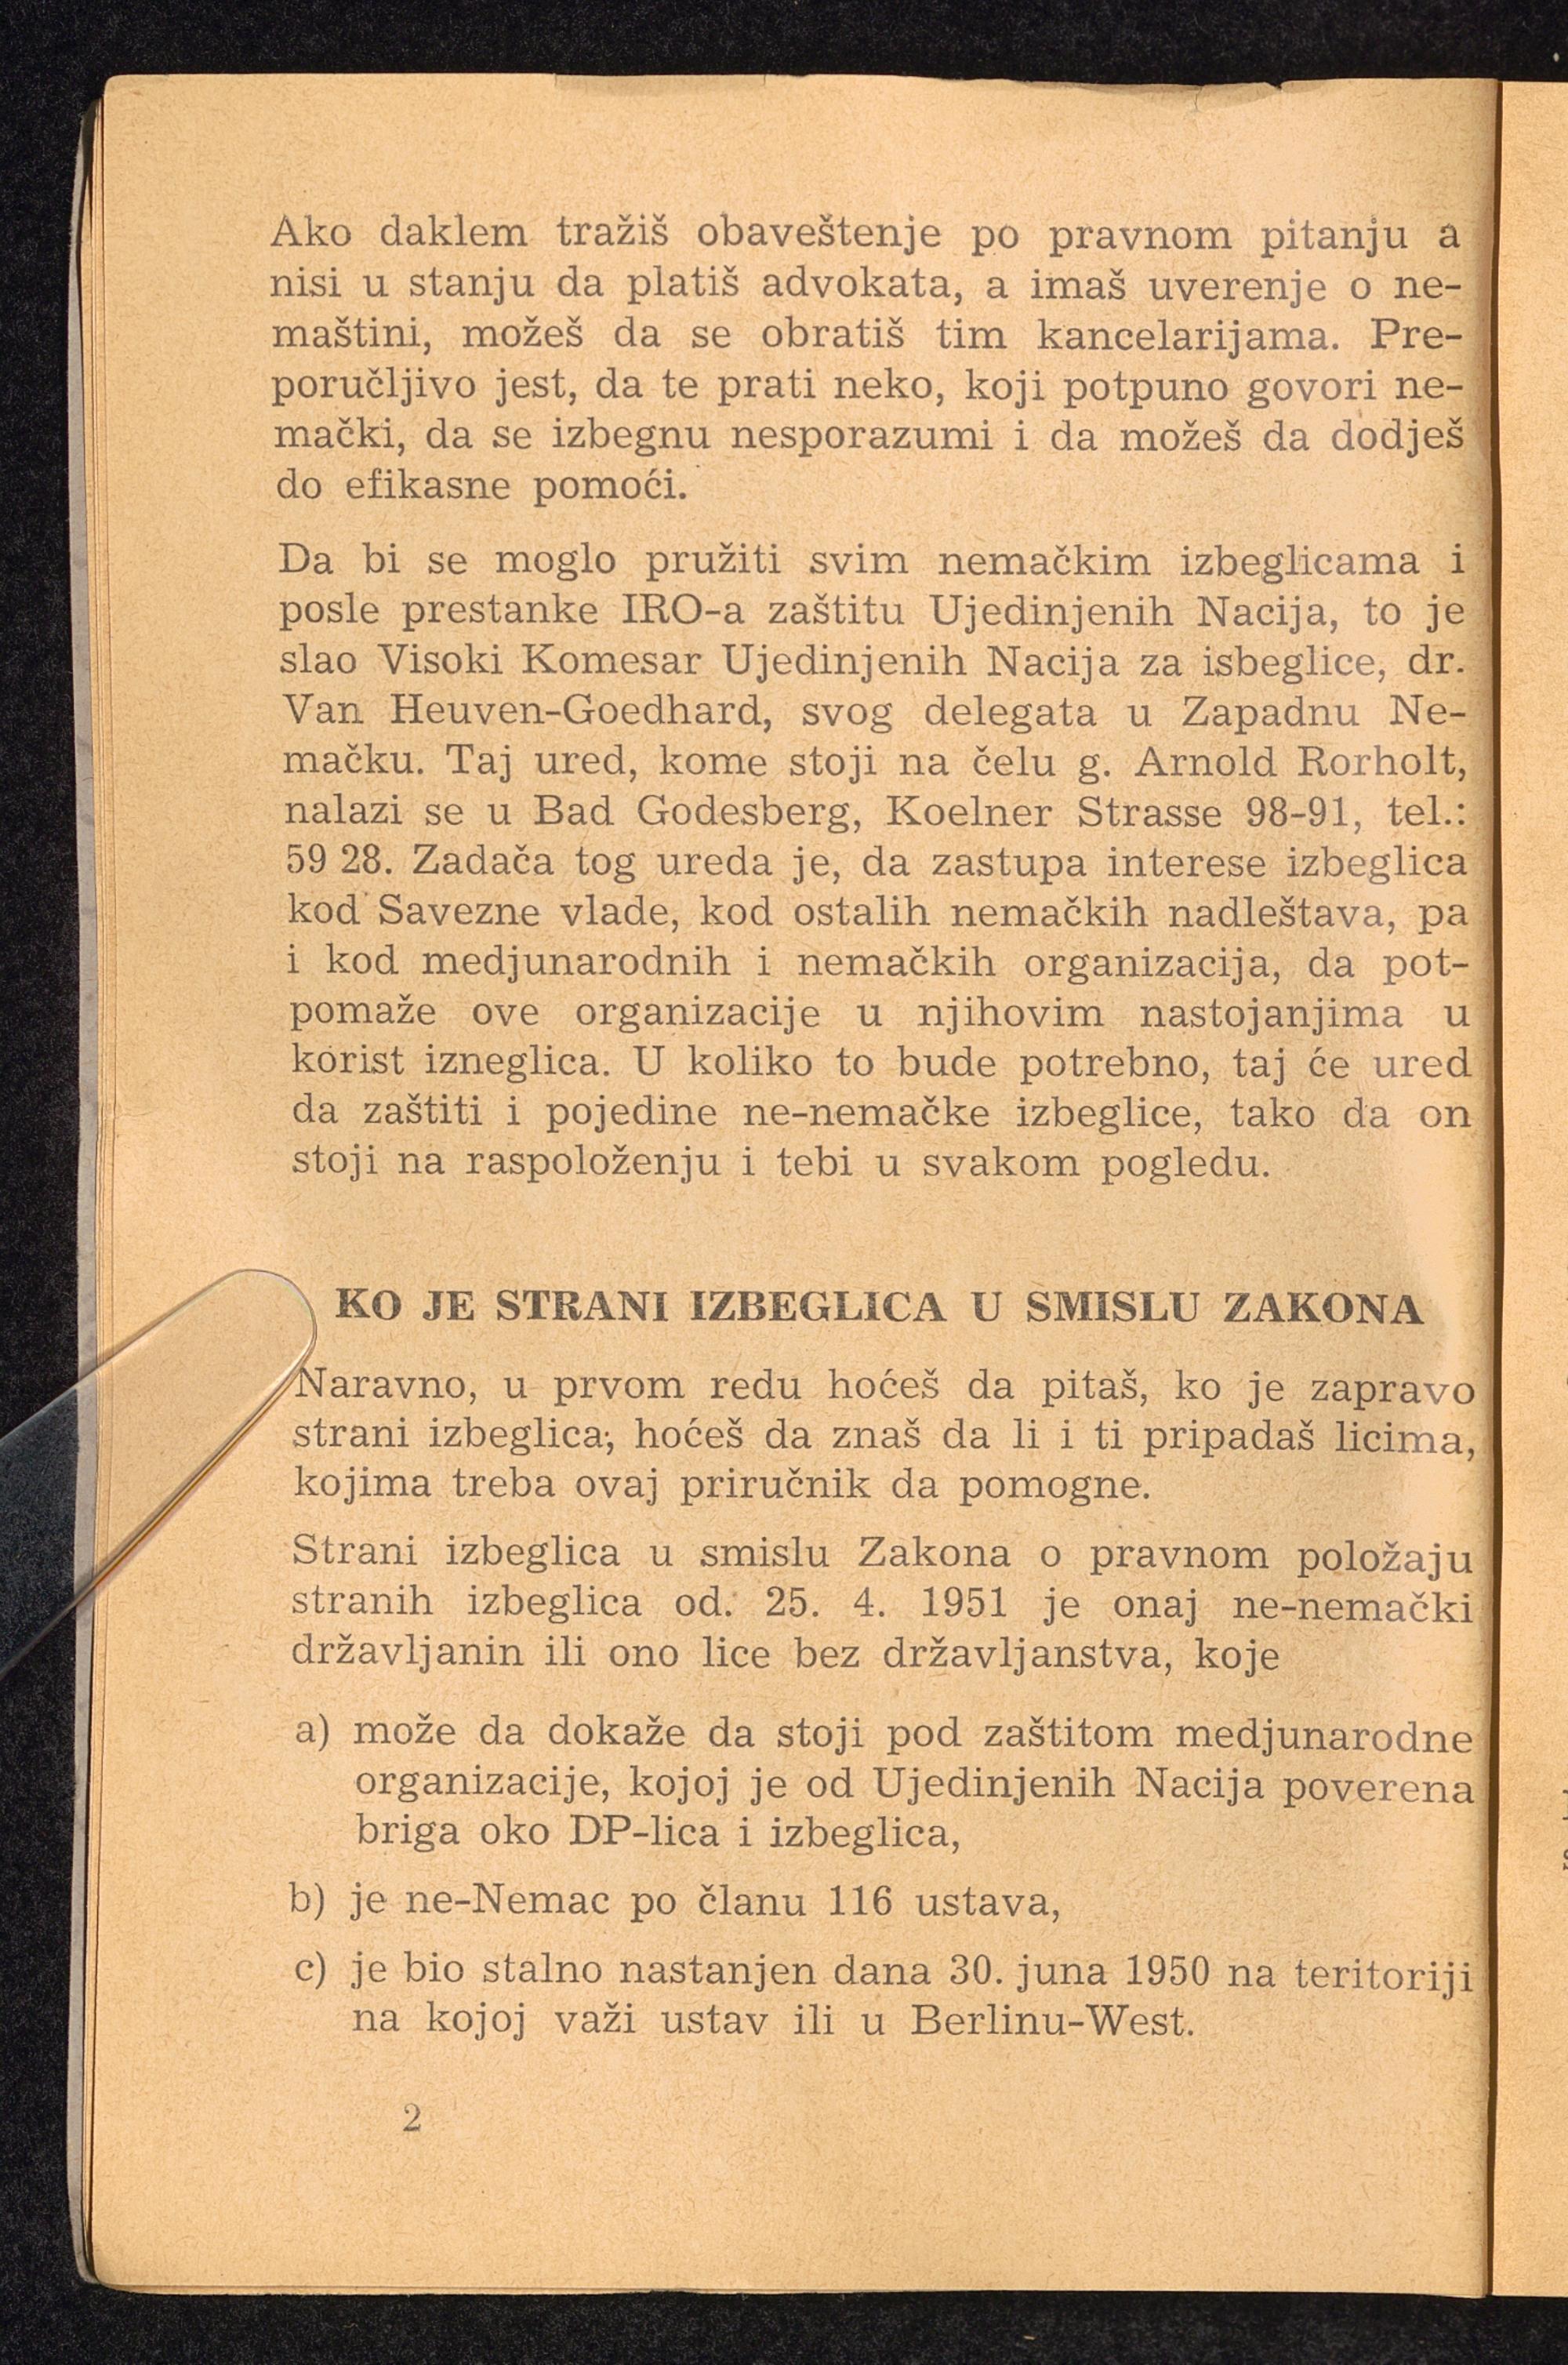 Ako daklem tražiš obaveštenje po pravnom pitanju a
nisi u stanju da platiš advokata, a imaš uverenje o ne-
maštini, možeš da se obratiš tim kancelarijama. Pre-
poručljivo jest, da te prati neko, koji potpuno govori ne-
mački, da se izbegnu nesporazumi i da možeš da dodješ
do efikasne pomoći.
Da bi se moglo pružiti svim nemačkim izbeglicama i
posle prestanke IRO-a zaštitu Ujedinjenih Nacija, to je
slao Visoki Komesar Ujedinjenih Nacija za isbeglice, dr.
Van Heuven-Goedhard, svog delegata u Zapadnu Ne-
mačku. Taj ured, kome stoji na čelu g. Arnold Rorholt,
nalazi se u Bad Godesberg, Koelner Strasse 98-91, tel.:
59 28. Zadača tog ureda je, da zastupa interese izbeglica
kod Savezne vlade, kod ostalih nemačkih nadleštava, pa
i kod medjunarodnih i nemačkih organizacija, da pot-
pomaže ove organizacije u njihovim nastojanjima u
korist izneglica. U koliko to bude potrebno, taj će ured
da zaštiti i pojedine ne-nemačke izbeglice, tako da on
stoji na raspoloženju i tebi u svakom pogledu.
KO JE STRANI IZBEGLICA U SMISLU ZAKONA
Naravno, u prvom redu hoćeš da pitaš, ko je zapravo
strani izbeglica; hoćeš da znaš da li i ti pripadaš licima,
kojima treba ovaj priručnik da pomogne.
Strani izbeglica u smislu Zakona o pravnom položaju
stranih izbeglica od. 25. 4. 1951 je onaj ne-nemački
državljanin ili ono lice bez državljanstva, koje
a) može da dokaže da stoji pod zaštitom medjunarodne
organizacije, kojoj je od Ujedinjenih Nacija poverena
briga oko DP-lica i izbeglica,
b) je ne-Nemac po članu 116 ustava,
c) je bio stalno nastanjen dana 30. juna 1950 na teritoriji
na kojoj važi ustav ili u Berlinu-West.
2